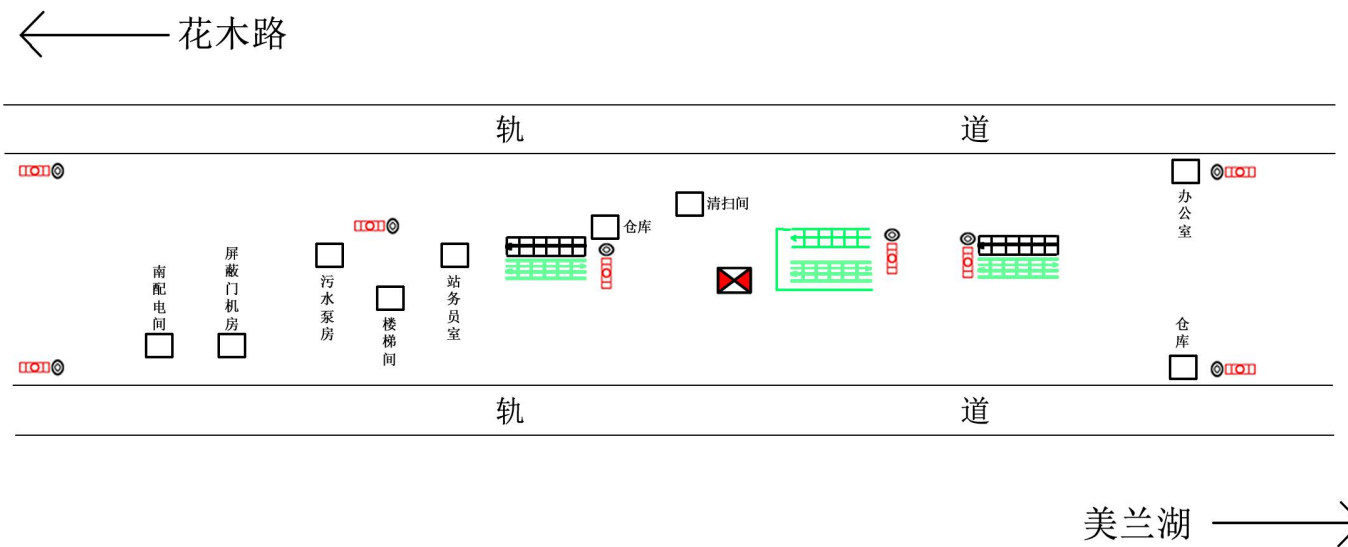 花木路
轨 道
办公室
清扫间
仓库
屏蔽门机房
南配电间
污水泵房
站务员室
楼梯间
仓库
轨 道
美兰湖